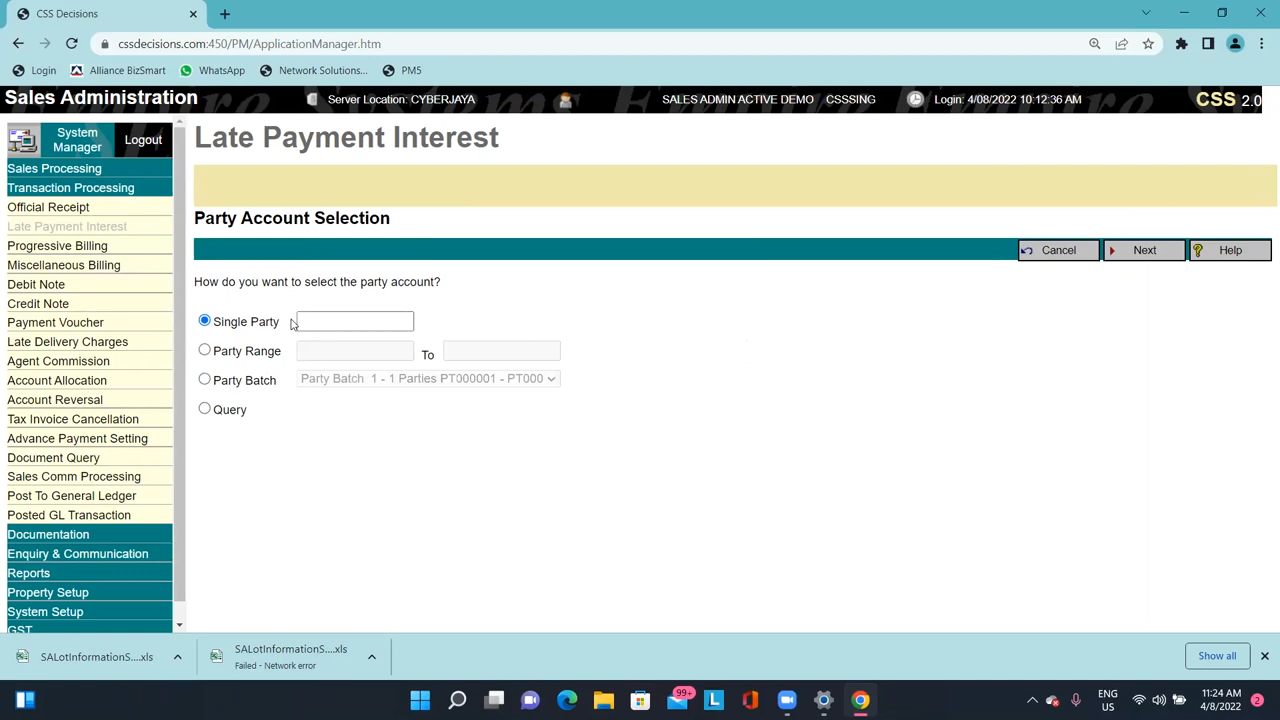 CSS Decisions
cssdecisions.com:450/PM/ApplicationManager.htm
Login
Alliance BizSmart
WhatsApp
Network Solutions...
PM5
Sales Administration
Server Location: CYBERJAYA
SALES ADMIN ACTIVE DEMO
CSSSING
Login: 4/08/2022 10:12:36 AM
CSS 2.0
System
Manager
Logout
Sales Processing
Transaction Processing
Official Receipt
Late Payment Interest
Progressive Billing
Miscellaneous Billing
Debit Note
Credit Note
Payment Voucher
Late Delivery Charges
Agent Commission
Account Allocation
Account Reversal
Tax Invoice Cancellation
Advance Payment Setting
Document Query
Sales Comm Processing
Post To General Ledger
Posted GL Transaction
Documentation
Enquiry & Communication
Reports
Property Setup
System Setup
GST
Late Payment Interest
Party Account Selection
Cancel
Next
? Help
How do you want to select the party account?
Single Party
Party Range
To
Party Batch
Party Batch 1 - 1 Parties PT000001 - PT000
Query
SALotInformationS....xls
SALotInformationS....xls
Failed - Network error
Show all
99+
L
ENG
US
11:24 AM
4/8/2022
2